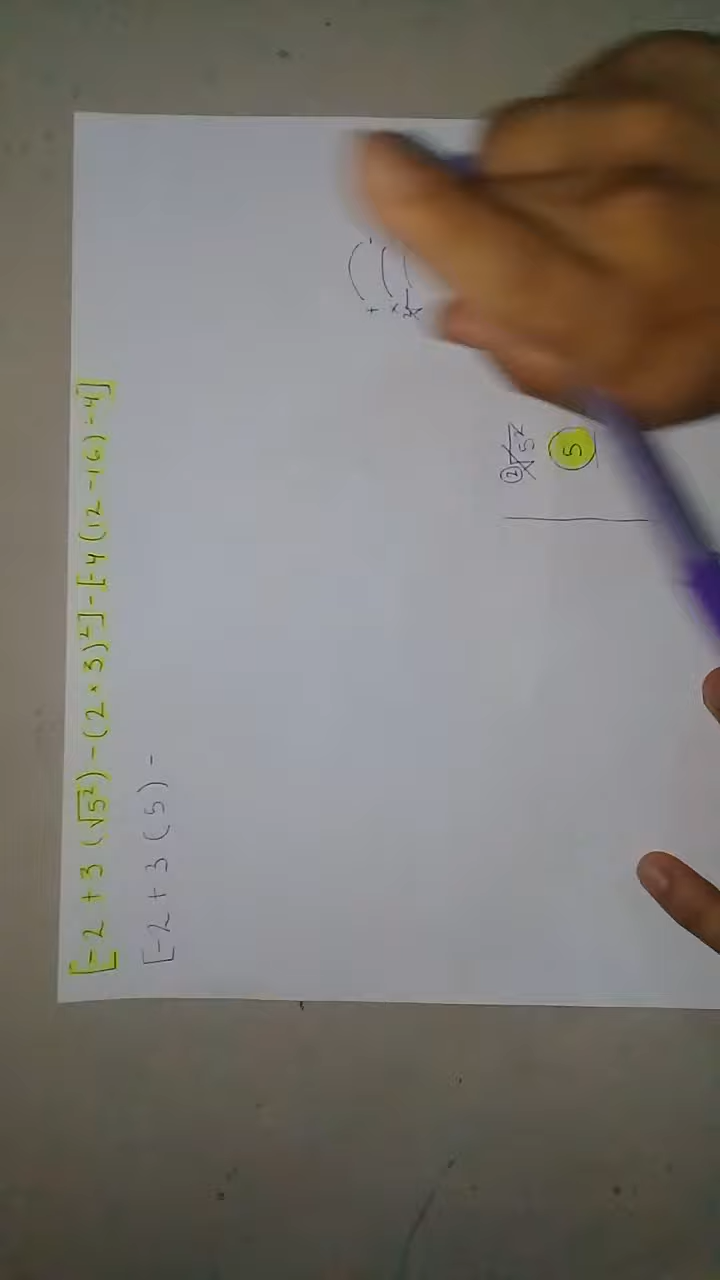 [-2 + 3 (√5²) - (2 × 3)²] - [-4 (12 - 16) - 4]
[-2 + 3 (5) -
²√5²
5